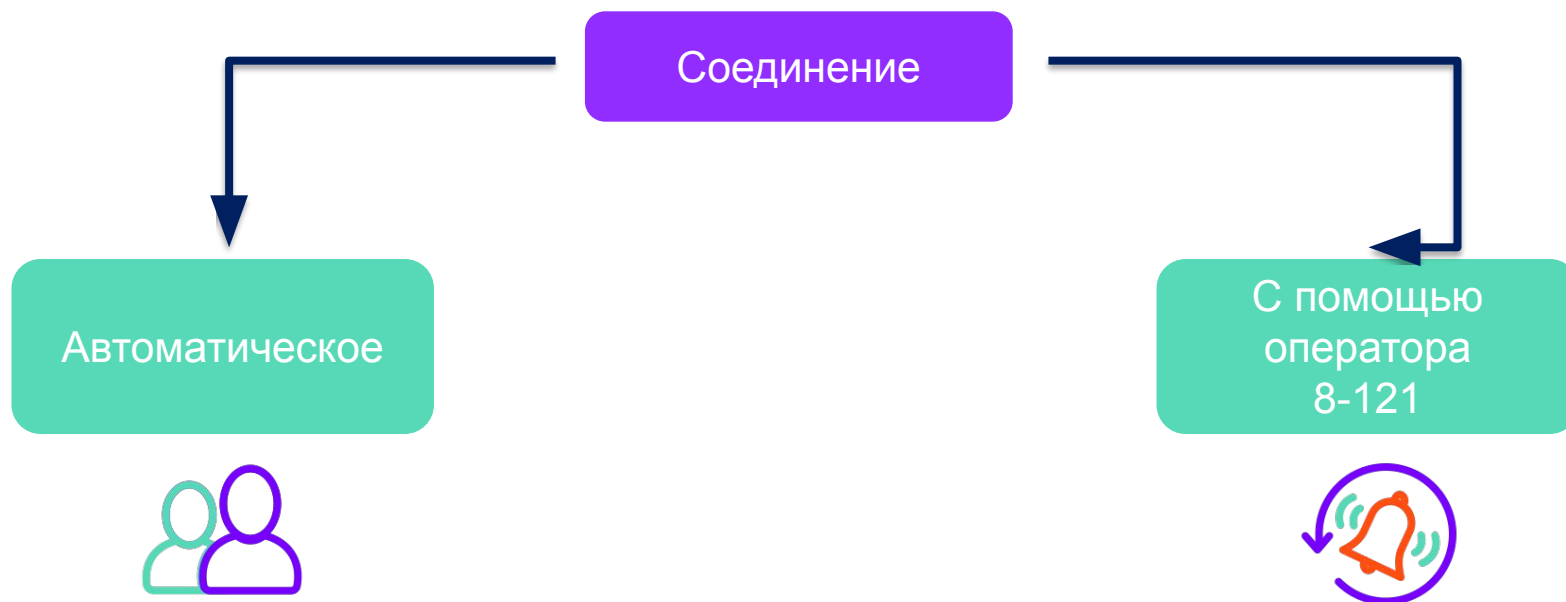 Соединение
Автоматическое
С помощью
оператора
8-121